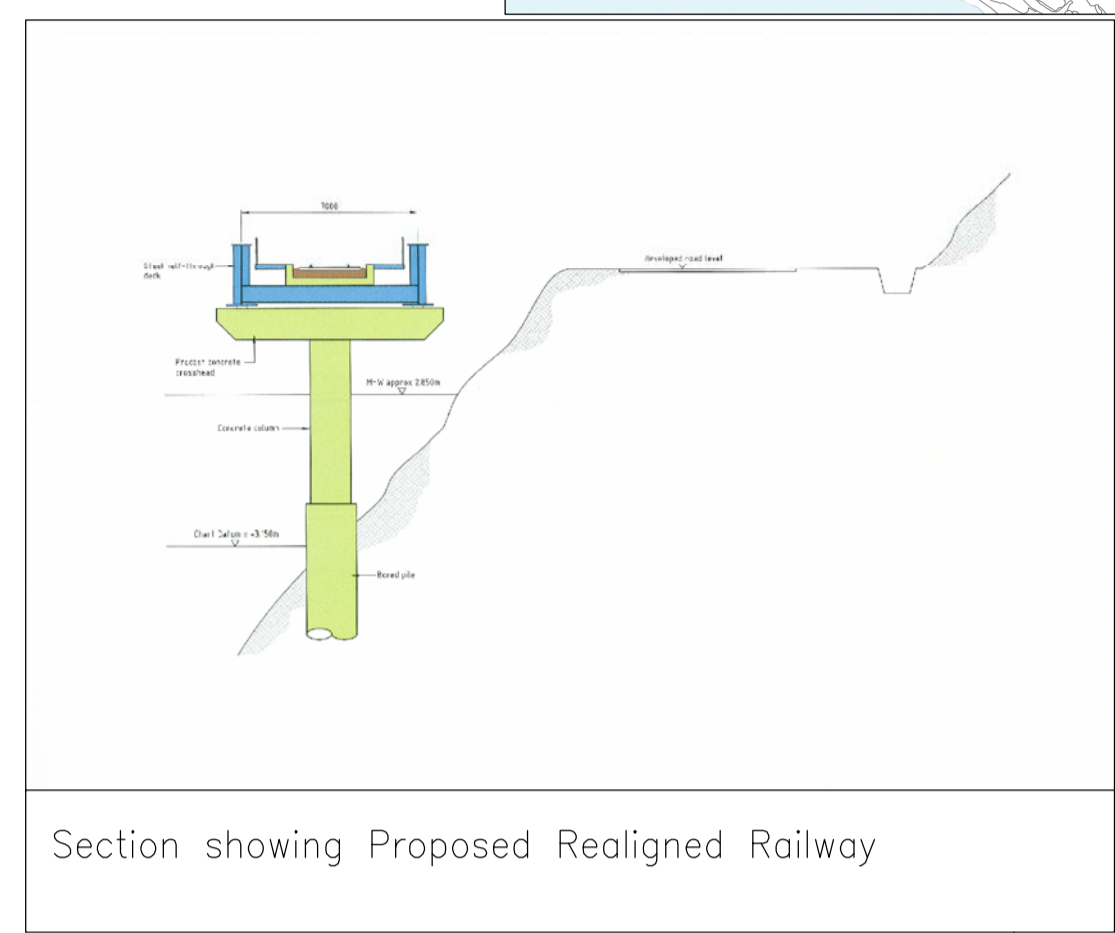 7000
Steel half-through
deck
developed road level
Precast concrete
crosshead
MHW approx 2.850m
Concrete column
Chart Datum = -3.150m
Bored pile
Section showing Proposed Realigned Railway